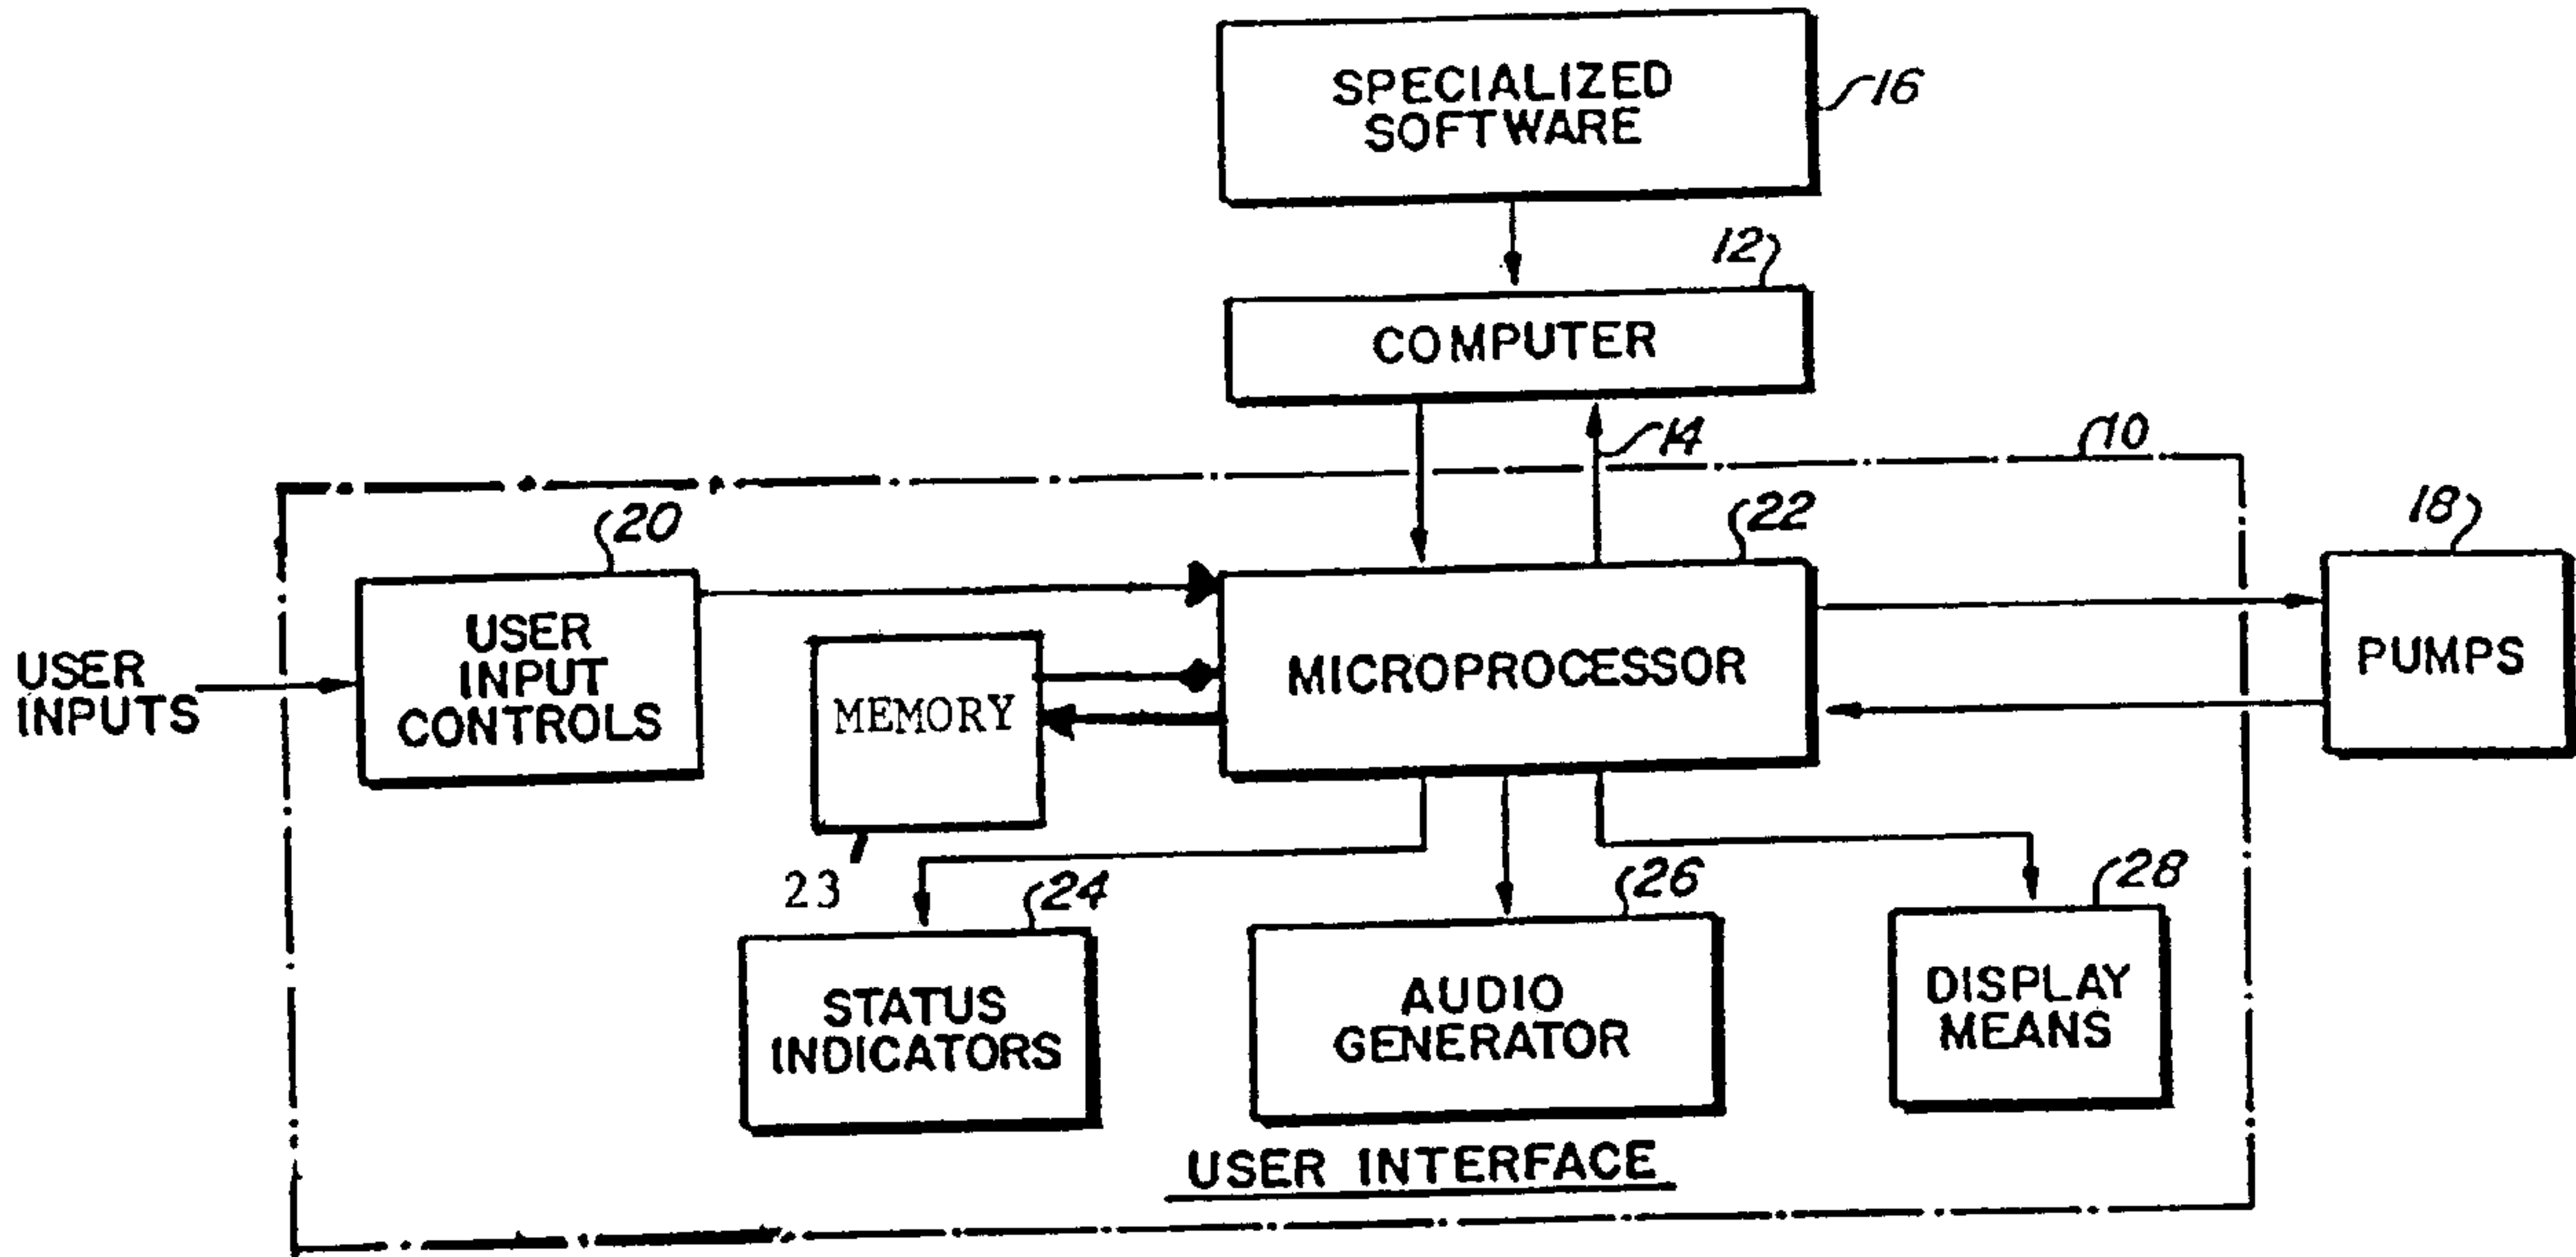 SPECIALIZED
SOFTWARE
16
12
COMPUTER
14
10
20
22
18
USER
INPUTS
USER
INPUT
CONTROLS
MEMORY
MICROPROCESSOR
PUMPS
23
24
26
28
STATUS
INDICATORS
AUDIO
GENERATOR
DISPLAY
MEANS
USER INTERFACE